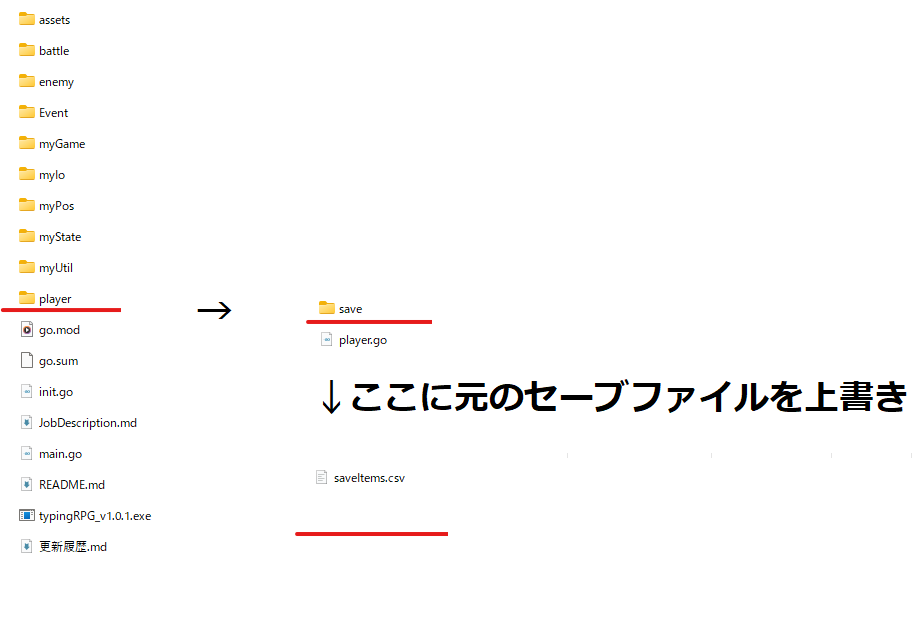 assets
battle
enemy
Event
myGame
myIo
myPos
myState
myUtil
player
go.mod
go.sum
init.go
JobDescription.md
main.go
README.md
typingRPG_v1.0.1.exe
更新履歴.md
→
save
player.go
↓ここに元のセーブファイルを上書き
saveItems.csv